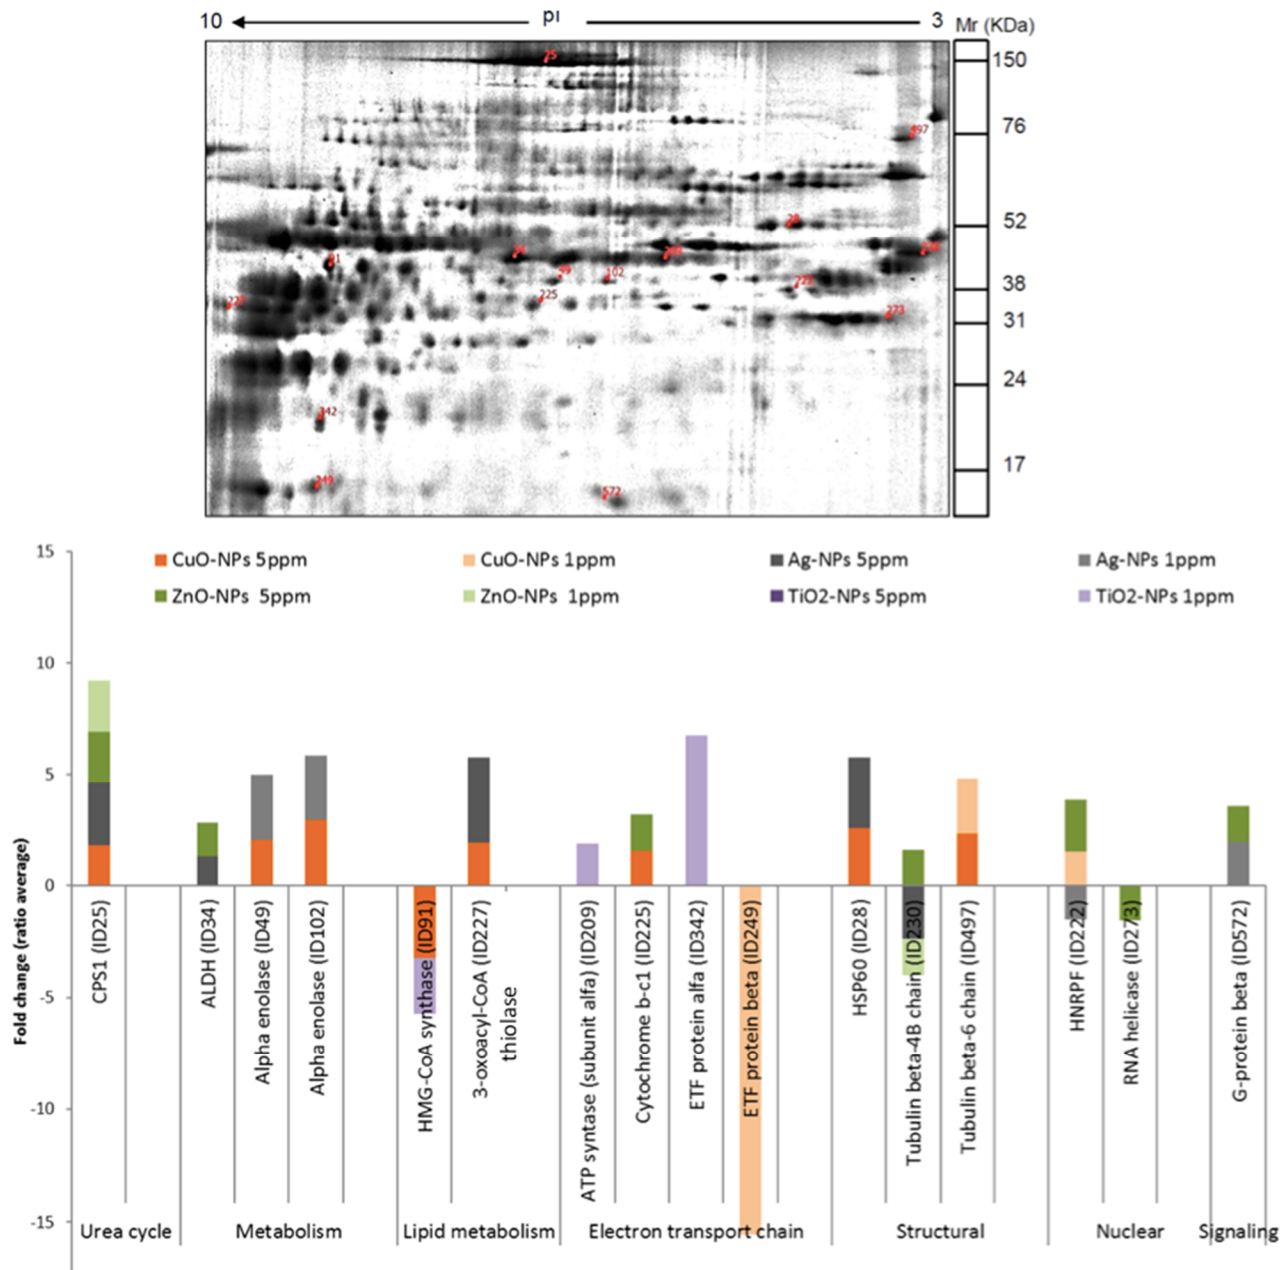 10 pI 3 Mr (KDa)
25
150
497
76
28
52
34
230
91
49
102
222
38
227
225
273
31
24
342
17
249
572
15
CuO-NPs 5ppm CuO-NPs 1ppm Ag-NPs 5ppm Ag-NPs 1ppm
ZnO-NPs 5ppm ZnO-NPs 1ppm TiO2-NPs 5ppm TiO2-NPs 1ppm
10
5
0
-5
-10
-15
Fold change (ratio average)
CPS1 (ID25)
ALDH (ID34)
Alpha enolase (ID49)
Alpha enolase (ID102)
HMG-CoA synthase (ID91)
3-oxoacyl-CoA (ID227)
thiolase
ATP syntase (subunit alfa) (ID209)
Cytochrome b-c1 (ID225)
ETF protein alfa (ID342)
ETF protein beta (ID249)
HSP60 (ID28)
Tubulin beta-4B chain (ID230)
Tubulin beta-6 chain (ID497)
HNRPF (ID222)
RNA helicase (ID273)
G-protein beta (ID572)
Urea cycle Metabolism Lipid metabolism Electron transport chain Structural Nuclear Signaling